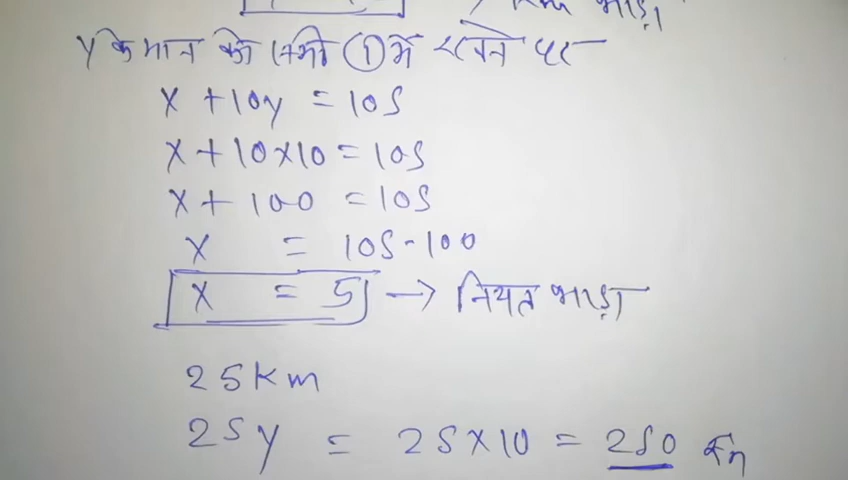 Km भाड़ा
y के मान को समी ① में रखने पर
x + 10y = 105
x + 10×10 = 105
x + 100 = 105
x = 105 - 100
x = 5 → नियत भाड़ा
25 Km
25y = 25×10 = 250